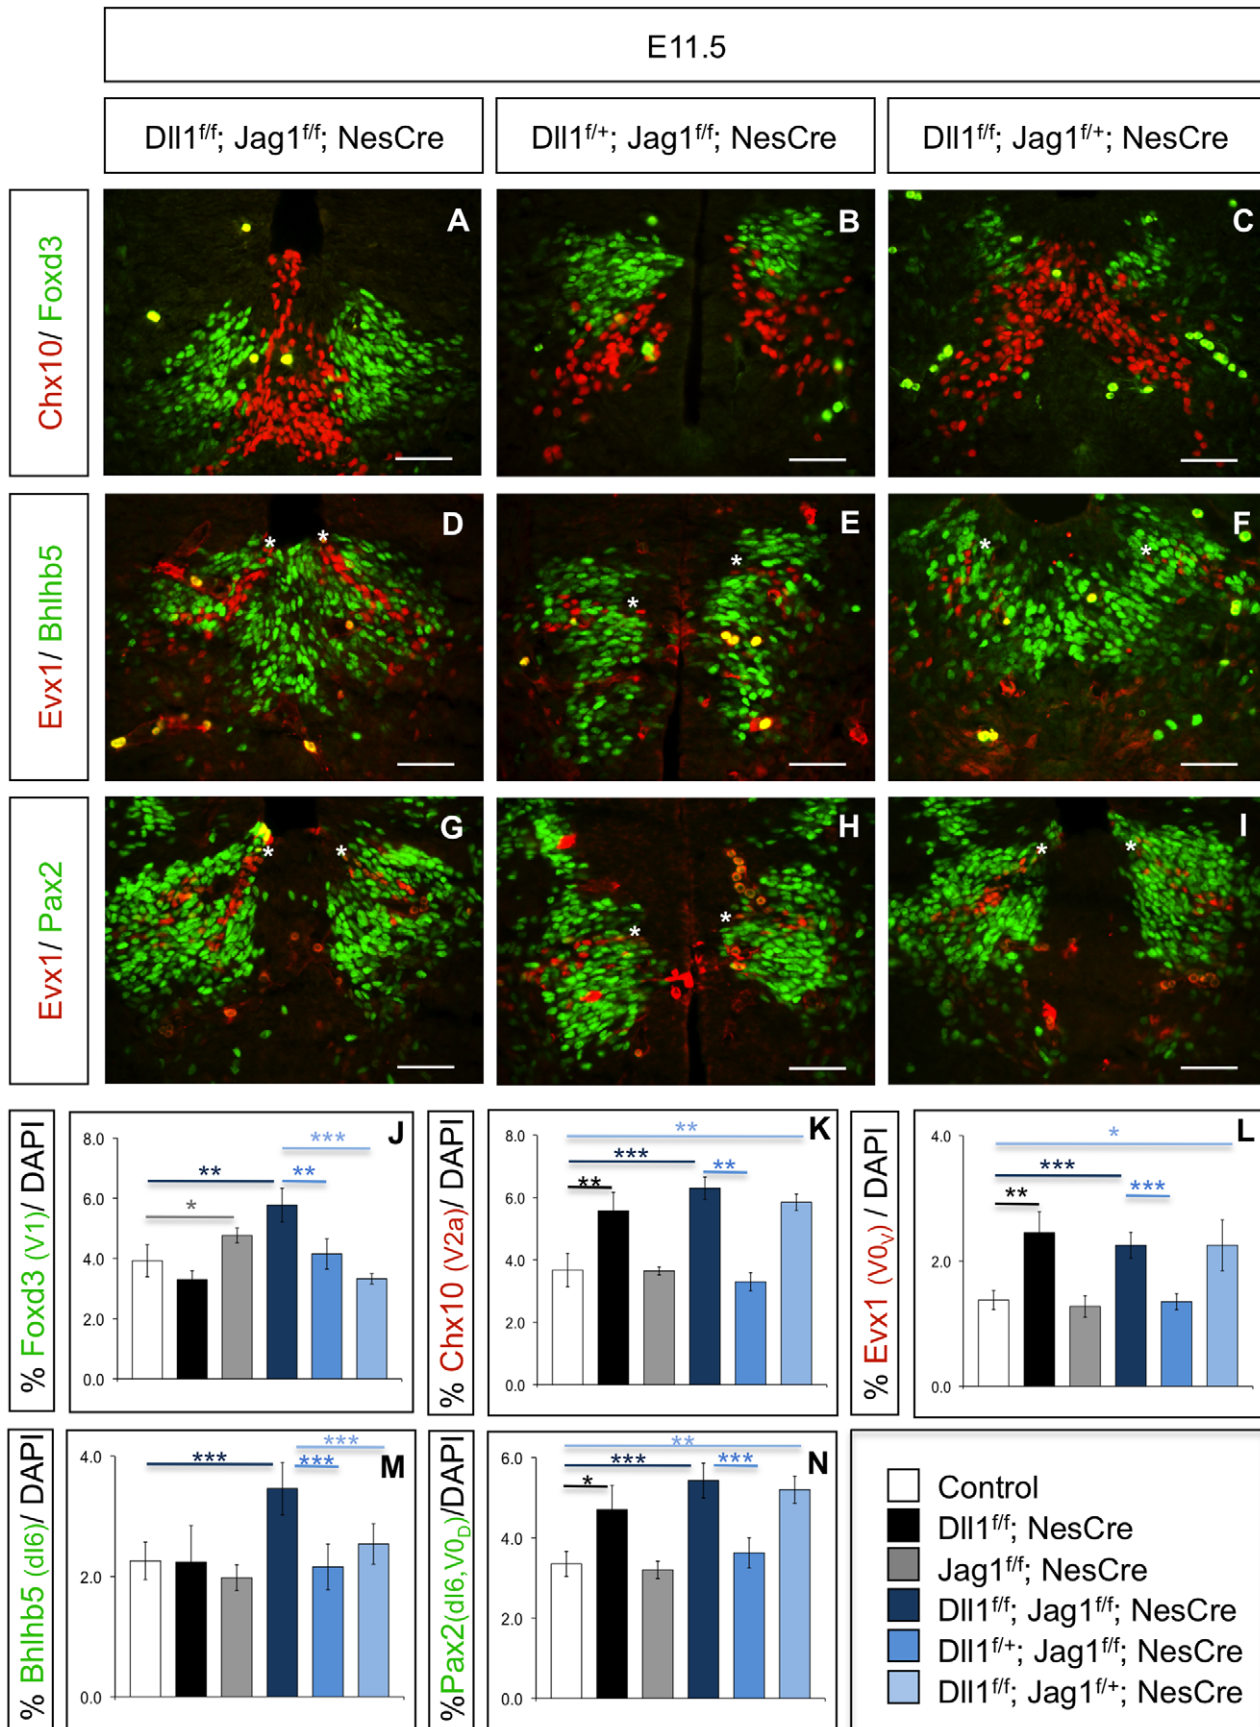 E11.5
Dll1f/f; Jag1f/f; NesCre
Dll1f/+; Jag1f/f; NesCre
Dll1f/f; Jag1f/+; NesCre
Chx10/ Foxd3
A
B
C
Evx1/ Bhlhb5
D
*
*
E
*
*
F
*
*
Evx1/ Pax2
G
*
*
H
*
*
I
*
*
% Foxd3 (V1)/ DAPI
J
8.0
6.0
4.0
2.0
0.0
***
**
**
*
% Chx10 (V2a)/ DAPI
K
8.0
6.0
4.0
2.0
0.0
**
***
**
**
% Evx1 (V0V) / DAPI
L
4.0
2.0
0.0
*
***
**
***
% Bhlhb5 (dI6)/ DAPI
M
4.0
2.0
0.0
***
***
***
%Pax2(dI6,V0D)/DAPI
N
6.0
4.0
2.0
0.0
**
***
***
*
Control
Dll1f/f; NesCre
Jag1f/f; NesCre
Dll1f/f; Jag1f/f; NesCre
Dll1f/+; Jag1f/f; NesCre
Dll1f/f; Jag1f/+; NesCre